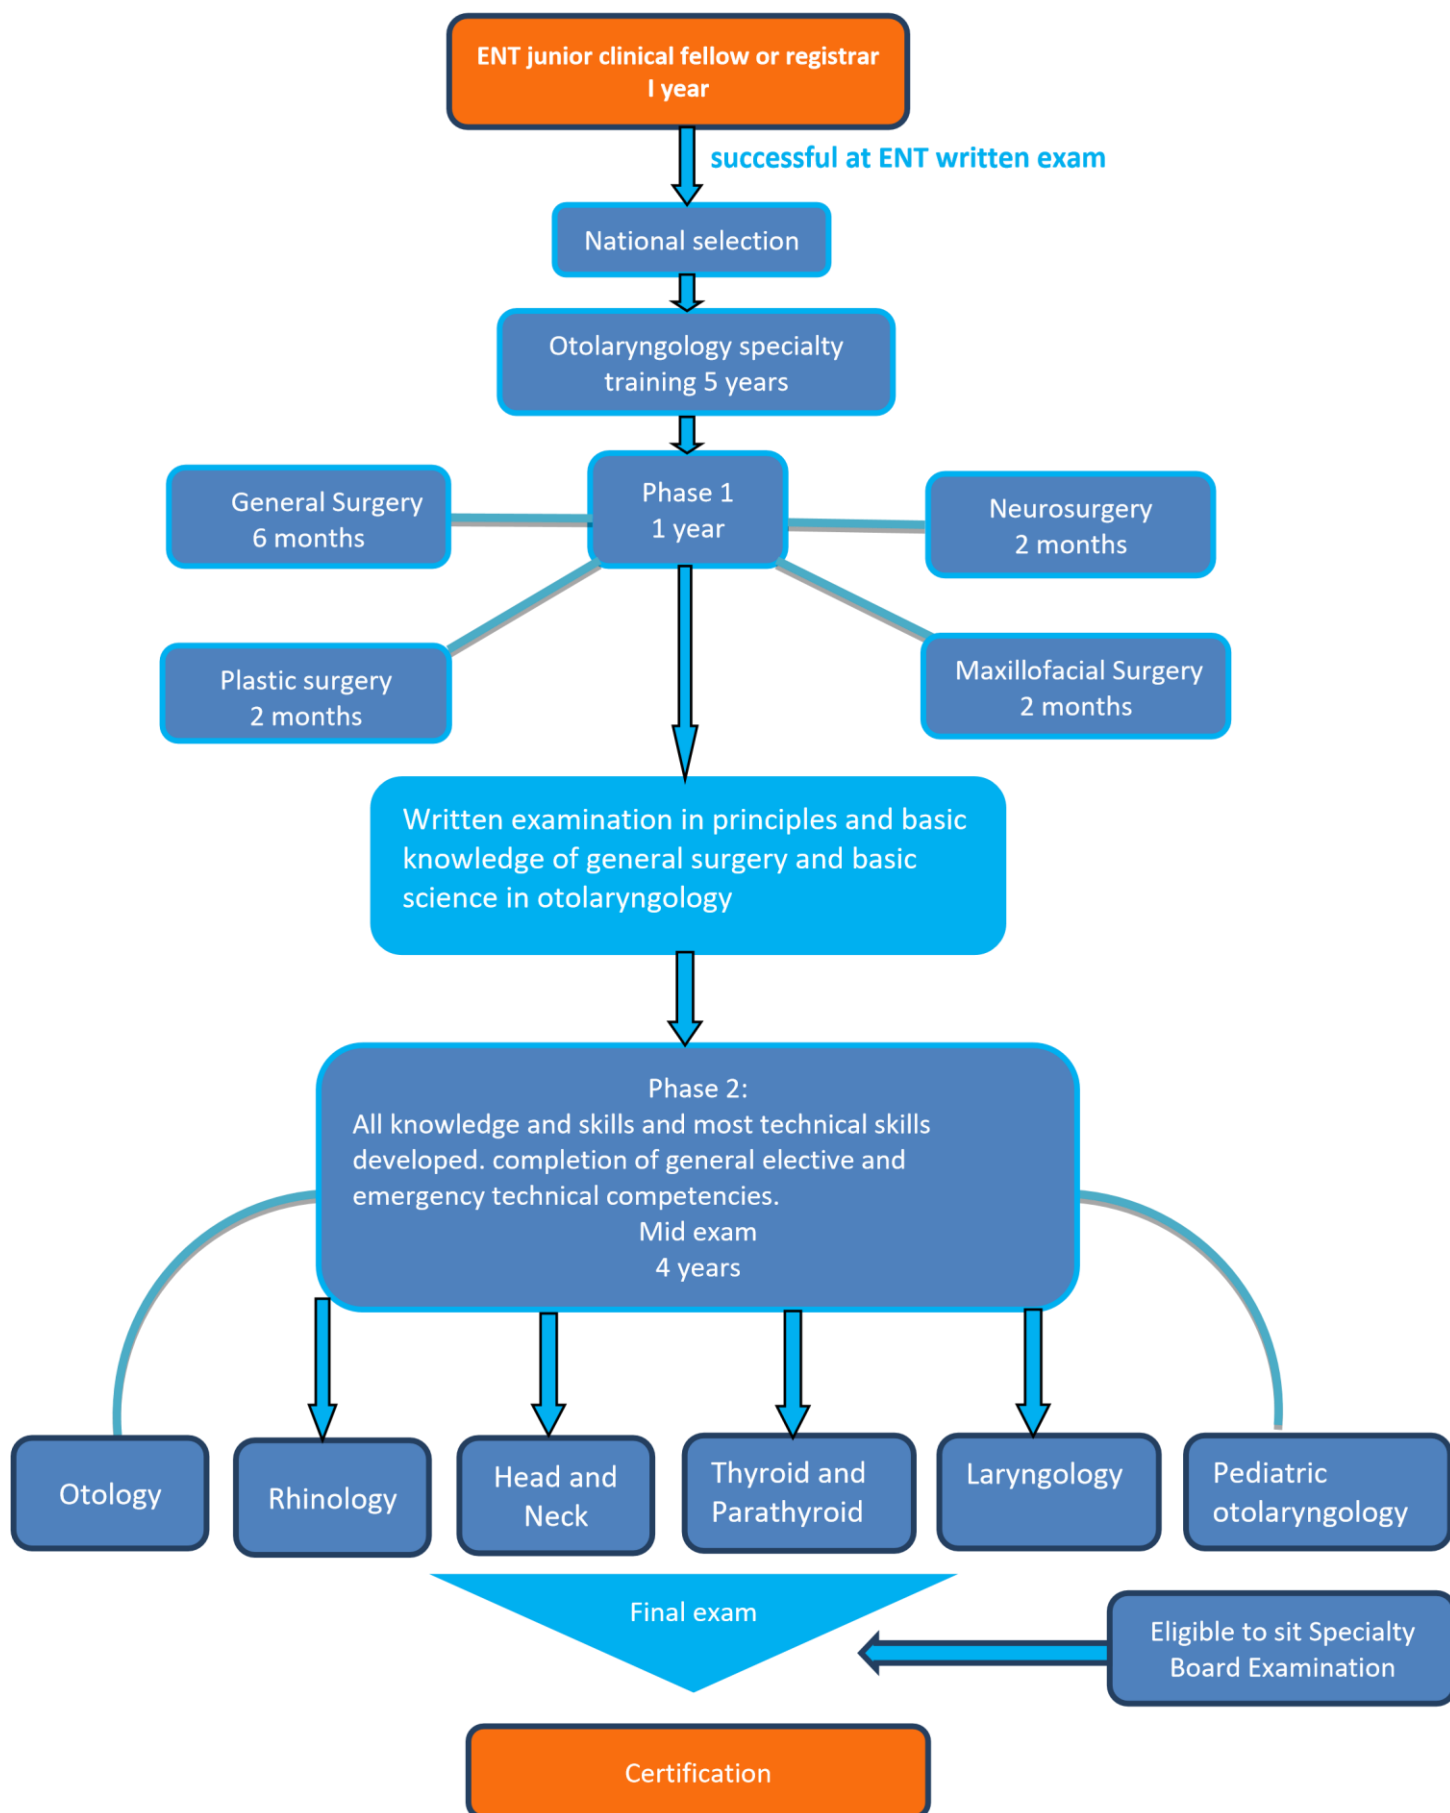 ENT junior clinical fellow or registrar
I year
successful at ENT written exam
National selection
Otolaryngology specialty
training 5 years
Phase 1
1 year
General Surgery
6 months
Neurosurgery
2 months
Plastic surgery
2 months
Maxillofacial Surgery
2 months
Written examination in principles and basic
knowledge of general surgery and basic
science in otolaryngology
Phase 2:
All knowledge and skills and most technical skills
developed. completion of general elective and
emergency technical competencies.
Mid exam
4 years
Otology
Rhinology
Head and
Neck
Thyroid and
Parathyroid
Laryngology
Pediatric
otolaryngology
Final exam
Eligible to sit Specialty
Board Examination
Certification